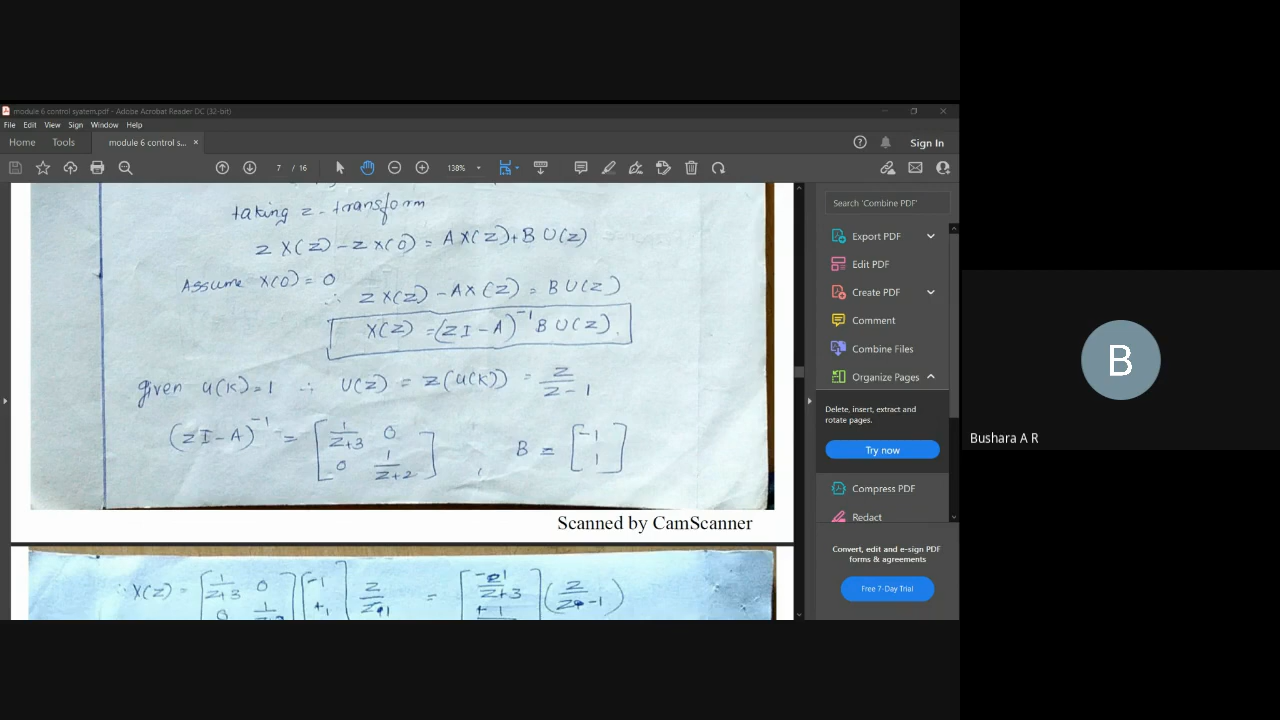 module 6 control syatem.pdf - Adobe Acrobat Reader DC (32-bit)
File Edit View Sign Window Help
Home Tools module 6 control s... × Sign In
7 / 16 138%
taking z-transform
z X(z) - z X(0) = A X(z) + B U(z)
Assume X(0) = 0
∴ z X(z) - A X(z) = B U(z)
X(z) = (zI - A)⁻¹ B U(z).
given u(k) = 1 ∴ U(z) = z(u(k)) = z/(z-1)
(zI - A)⁻¹ = [1/(z+3) 0; 0 1/(z+2)], B = [-1; 1]
Scanned by CamScanner
∴ X(z) = [1/(z+3) 0
Search 'Combine PDF'
Export PDF
Edit PDF
Create PDF
Comment
Combine Files
Organize Pages
Delete, insert, extract and
rotate pages.
Try now
Compress PDF
Redact
Convert, edit and e-sign PDF
forms & agreements
Free 7-Day Trial
B
Bushara A R